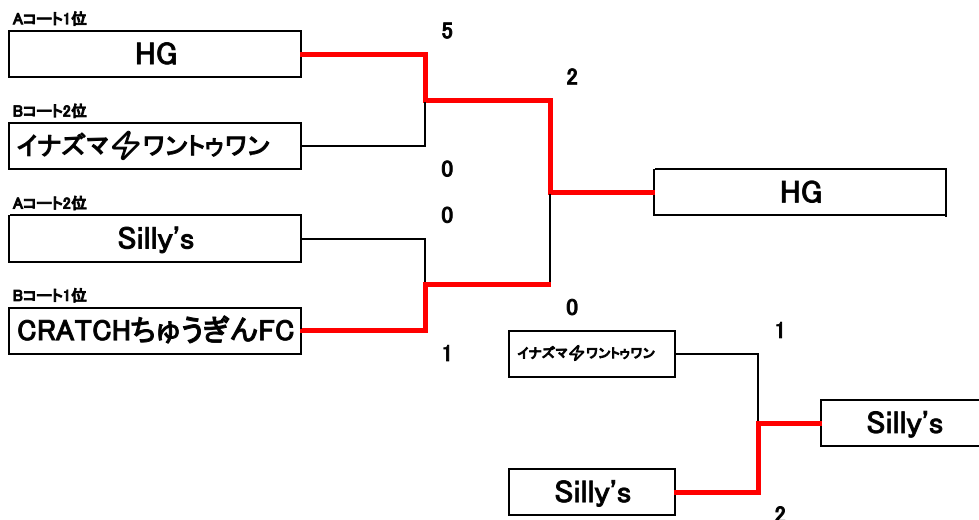 Aコート1位
HG
5
2
Bコート2位
イナズマ⚡ワントゥワン
0
Aコート2位
Silly's
0
HG
Bコート1位
CRATCHちゅうぎんFC
1
0
イナズマ⚡ワントゥワン
1
Silly's
Silly's
2